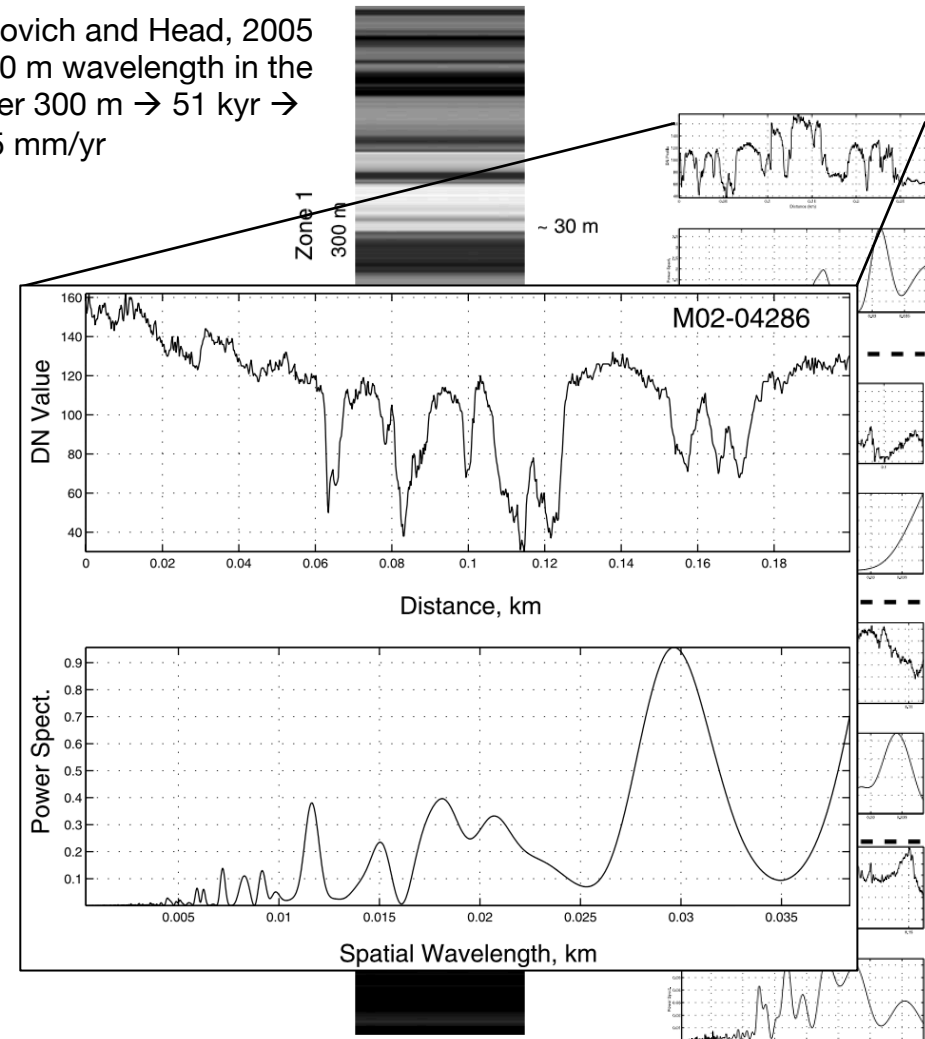 ovich and Head, 2005
0 m wavelength in the
er 300 m → 51 kyr →
5 mm/yr
Zone 1
300 m
~ 30 m
M02-04286
DN Value
160
140
120
100
80
60
40
0 0.02 0.04 0.06 0.08 0.1 0.12 0.14 0.16 0.18
Distance, km
Power Spect.
0.9
0.8
0.7
0.6
0.5
0.4
0.3
0.2
0.1
0.005 0.01 0.015 0.02 0.025 0.03 0.035
Spatial Wavelength, km